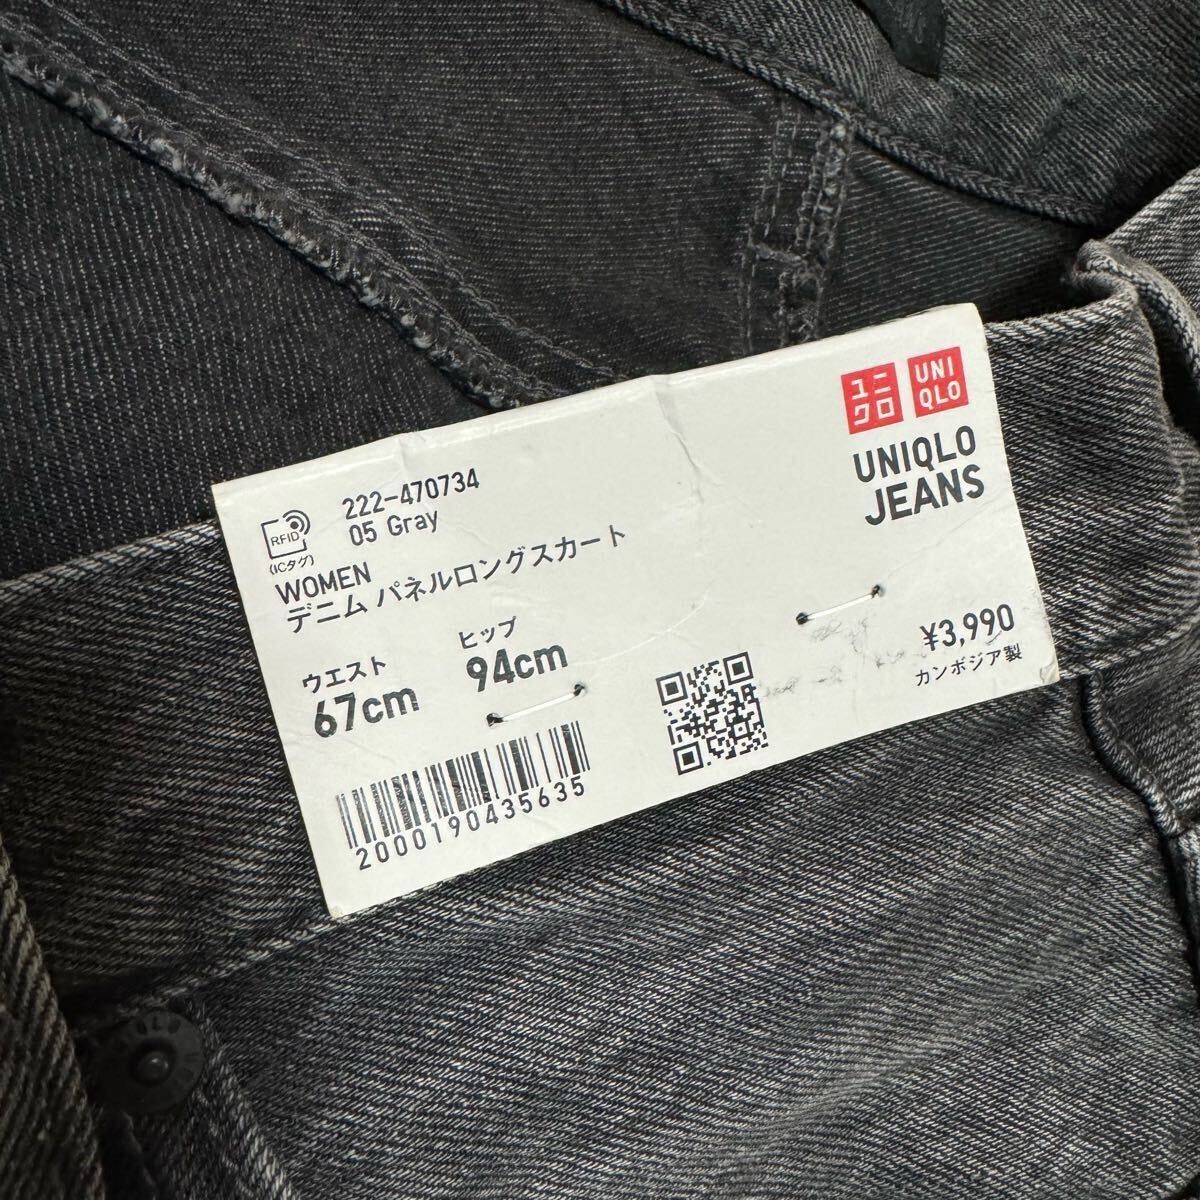 ユニ
クロ
UNI
QLO
UNIQLO
JEANS
RFID
(ICタグ)
222-470734
05 Gray
WOMEN
デニム パネルロングスカート
ウエスト
67cm
ヒップ
94cm
¥3,990
カンボジア製
2000190435635